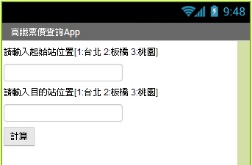 9:48
高鐵票價查詢App
請輸入起始站位置[1:台北 2:板橋 3:桃園]
請輸入目的站位置[1:台北 2:板橋 3:桃園]
計算